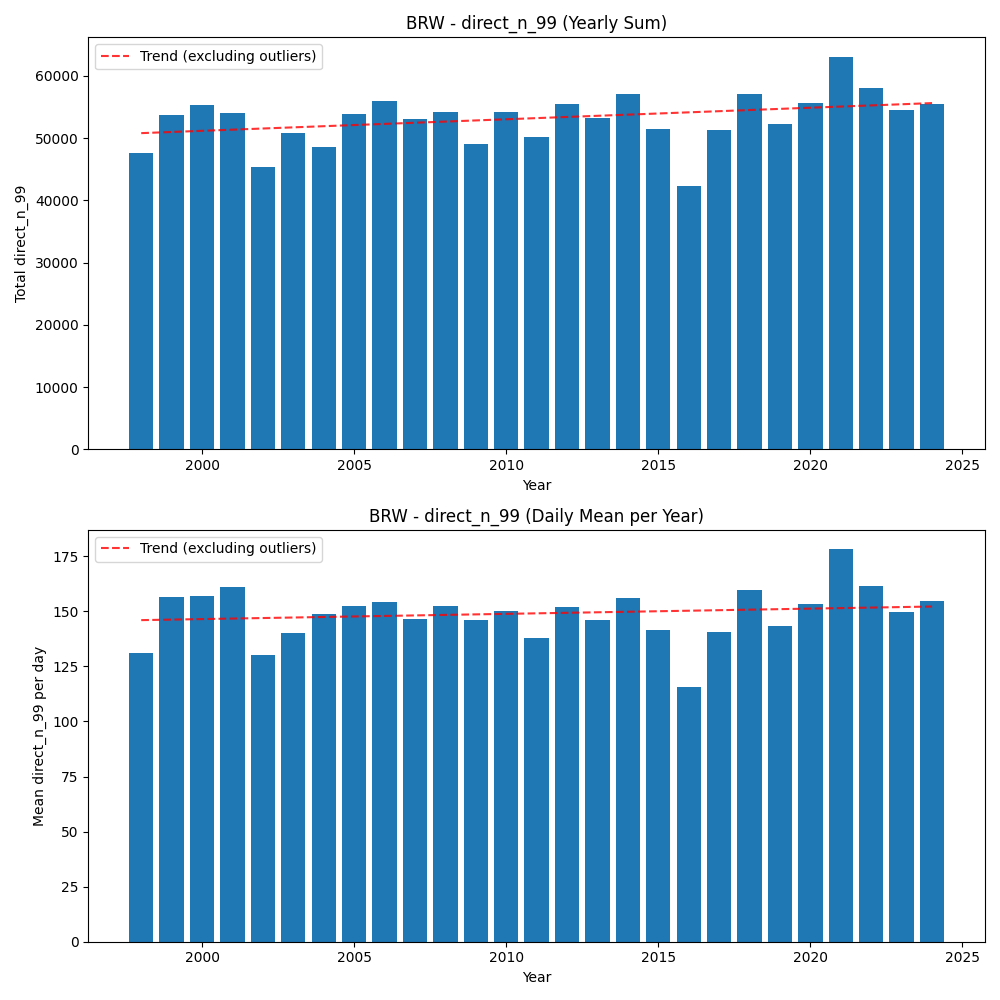 BRW - direct_n_99 (Yearly Sum)
Trend (excluding outliers)
60000
50000
40000
30000
20000
10000
0
Total direct_n_99
2000 2005 2010 2015 2020 2025
Year
BRW - direct_n_99 (Daily Mean per Year)
Trend (excluding outliers)
175
150
125
100
75
50
25
0
Mean direct_n_99 per day
2000 2005 2010 2015 2020 2025
Year